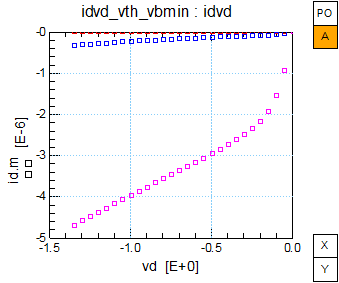 idvd_vth_vbmin : idvd
PO
A
-0
-1
-2
-3
-4
-5
id.m [E-6]
-1.5
-1.0
-0.5
0.0
vd [E+0]
X
Y